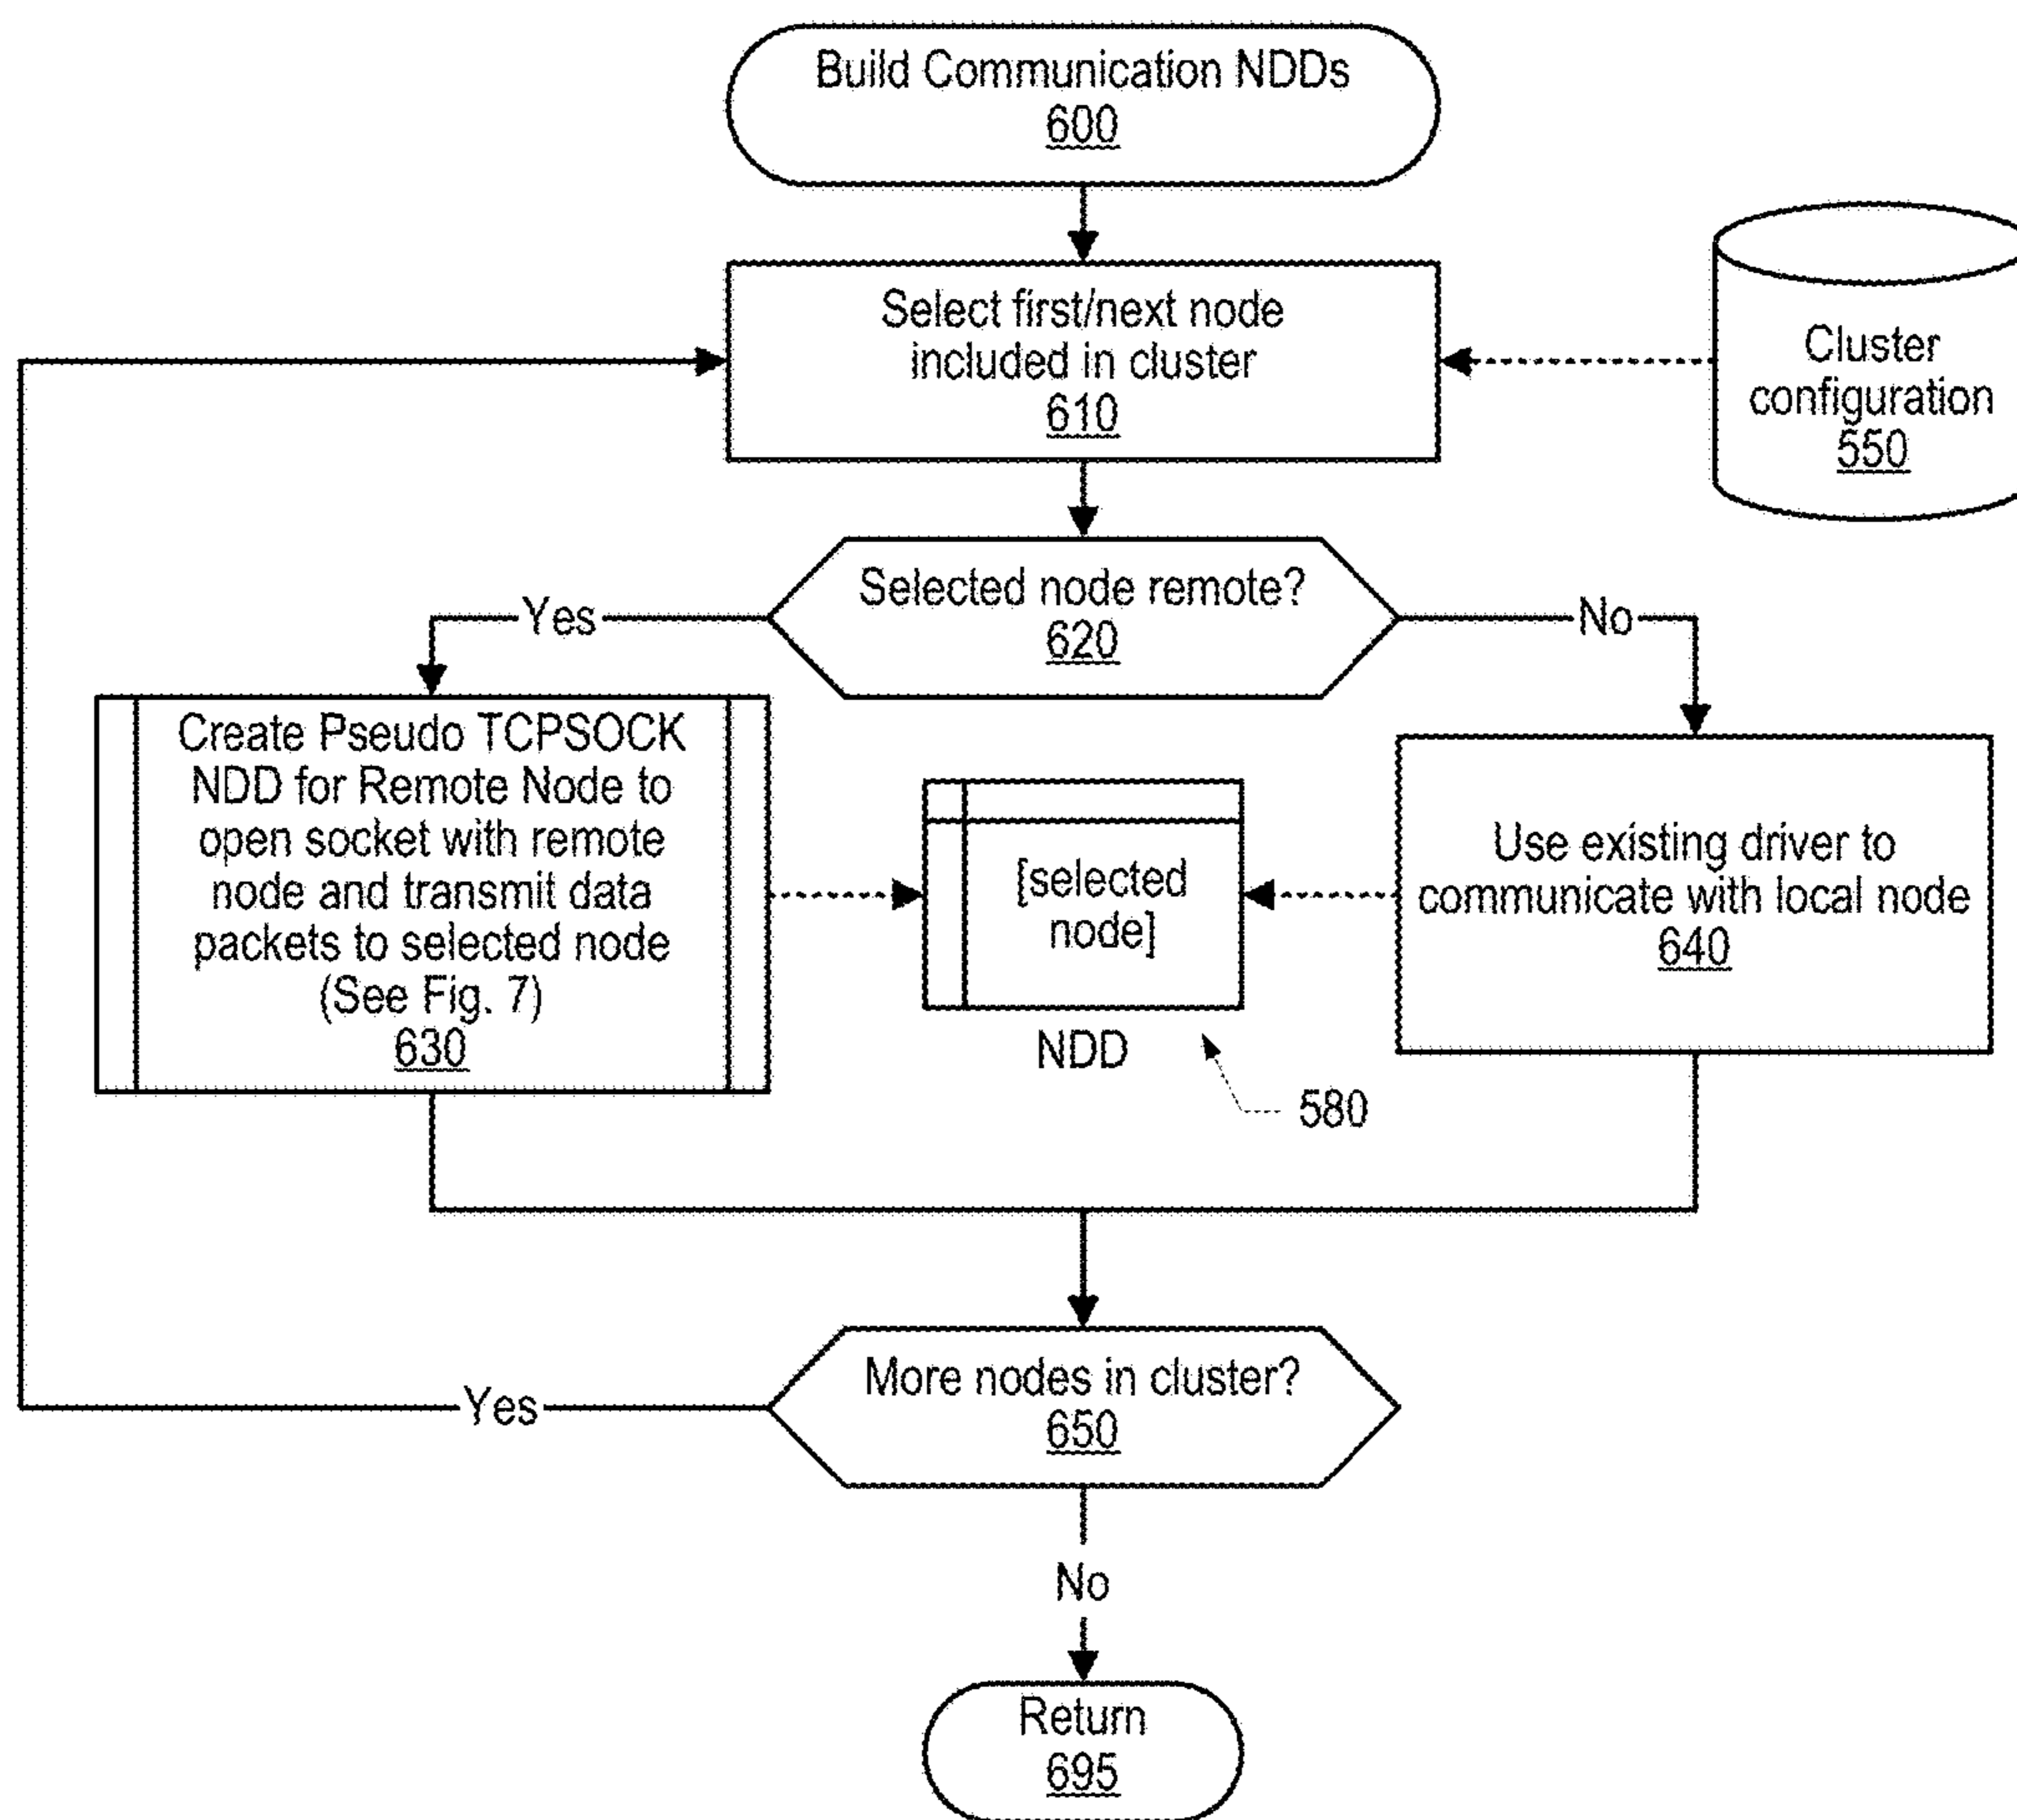 Build Communication NDDs
600
Select first/next node
included in cluster
610
Cluster
configuration
550
Selected node remote?
620
Yes
No
Create Pseudo TCPSOCK
NDD for Remote Node to
open socket with remote
node and transmit data
packets to selected node
(See Fig. 7)
630
[selected
node]
NDD
580
Use existing driver to
communicate with local node
640
More nodes in cluster?
650
Yes
No
Return
695